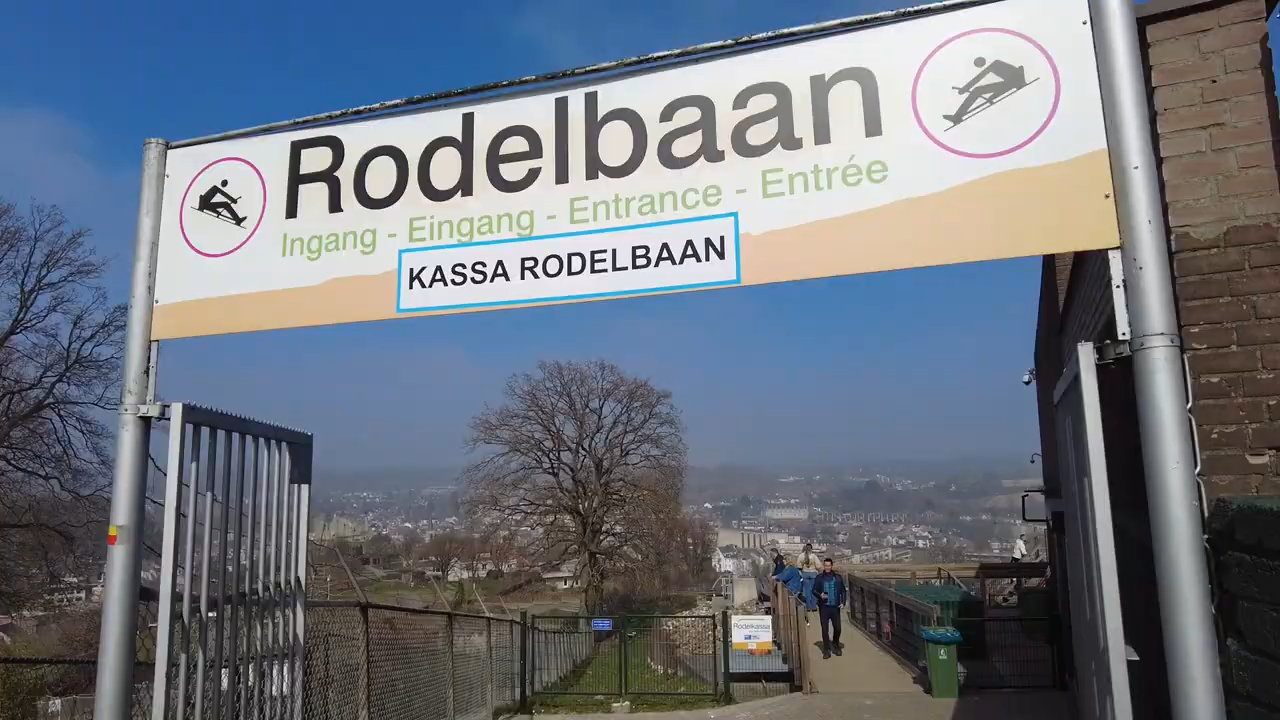 Rodelbaan
Ingang - Eingang - Entrance - Entrée
KASSA RODELBAAN
Rodelkassa